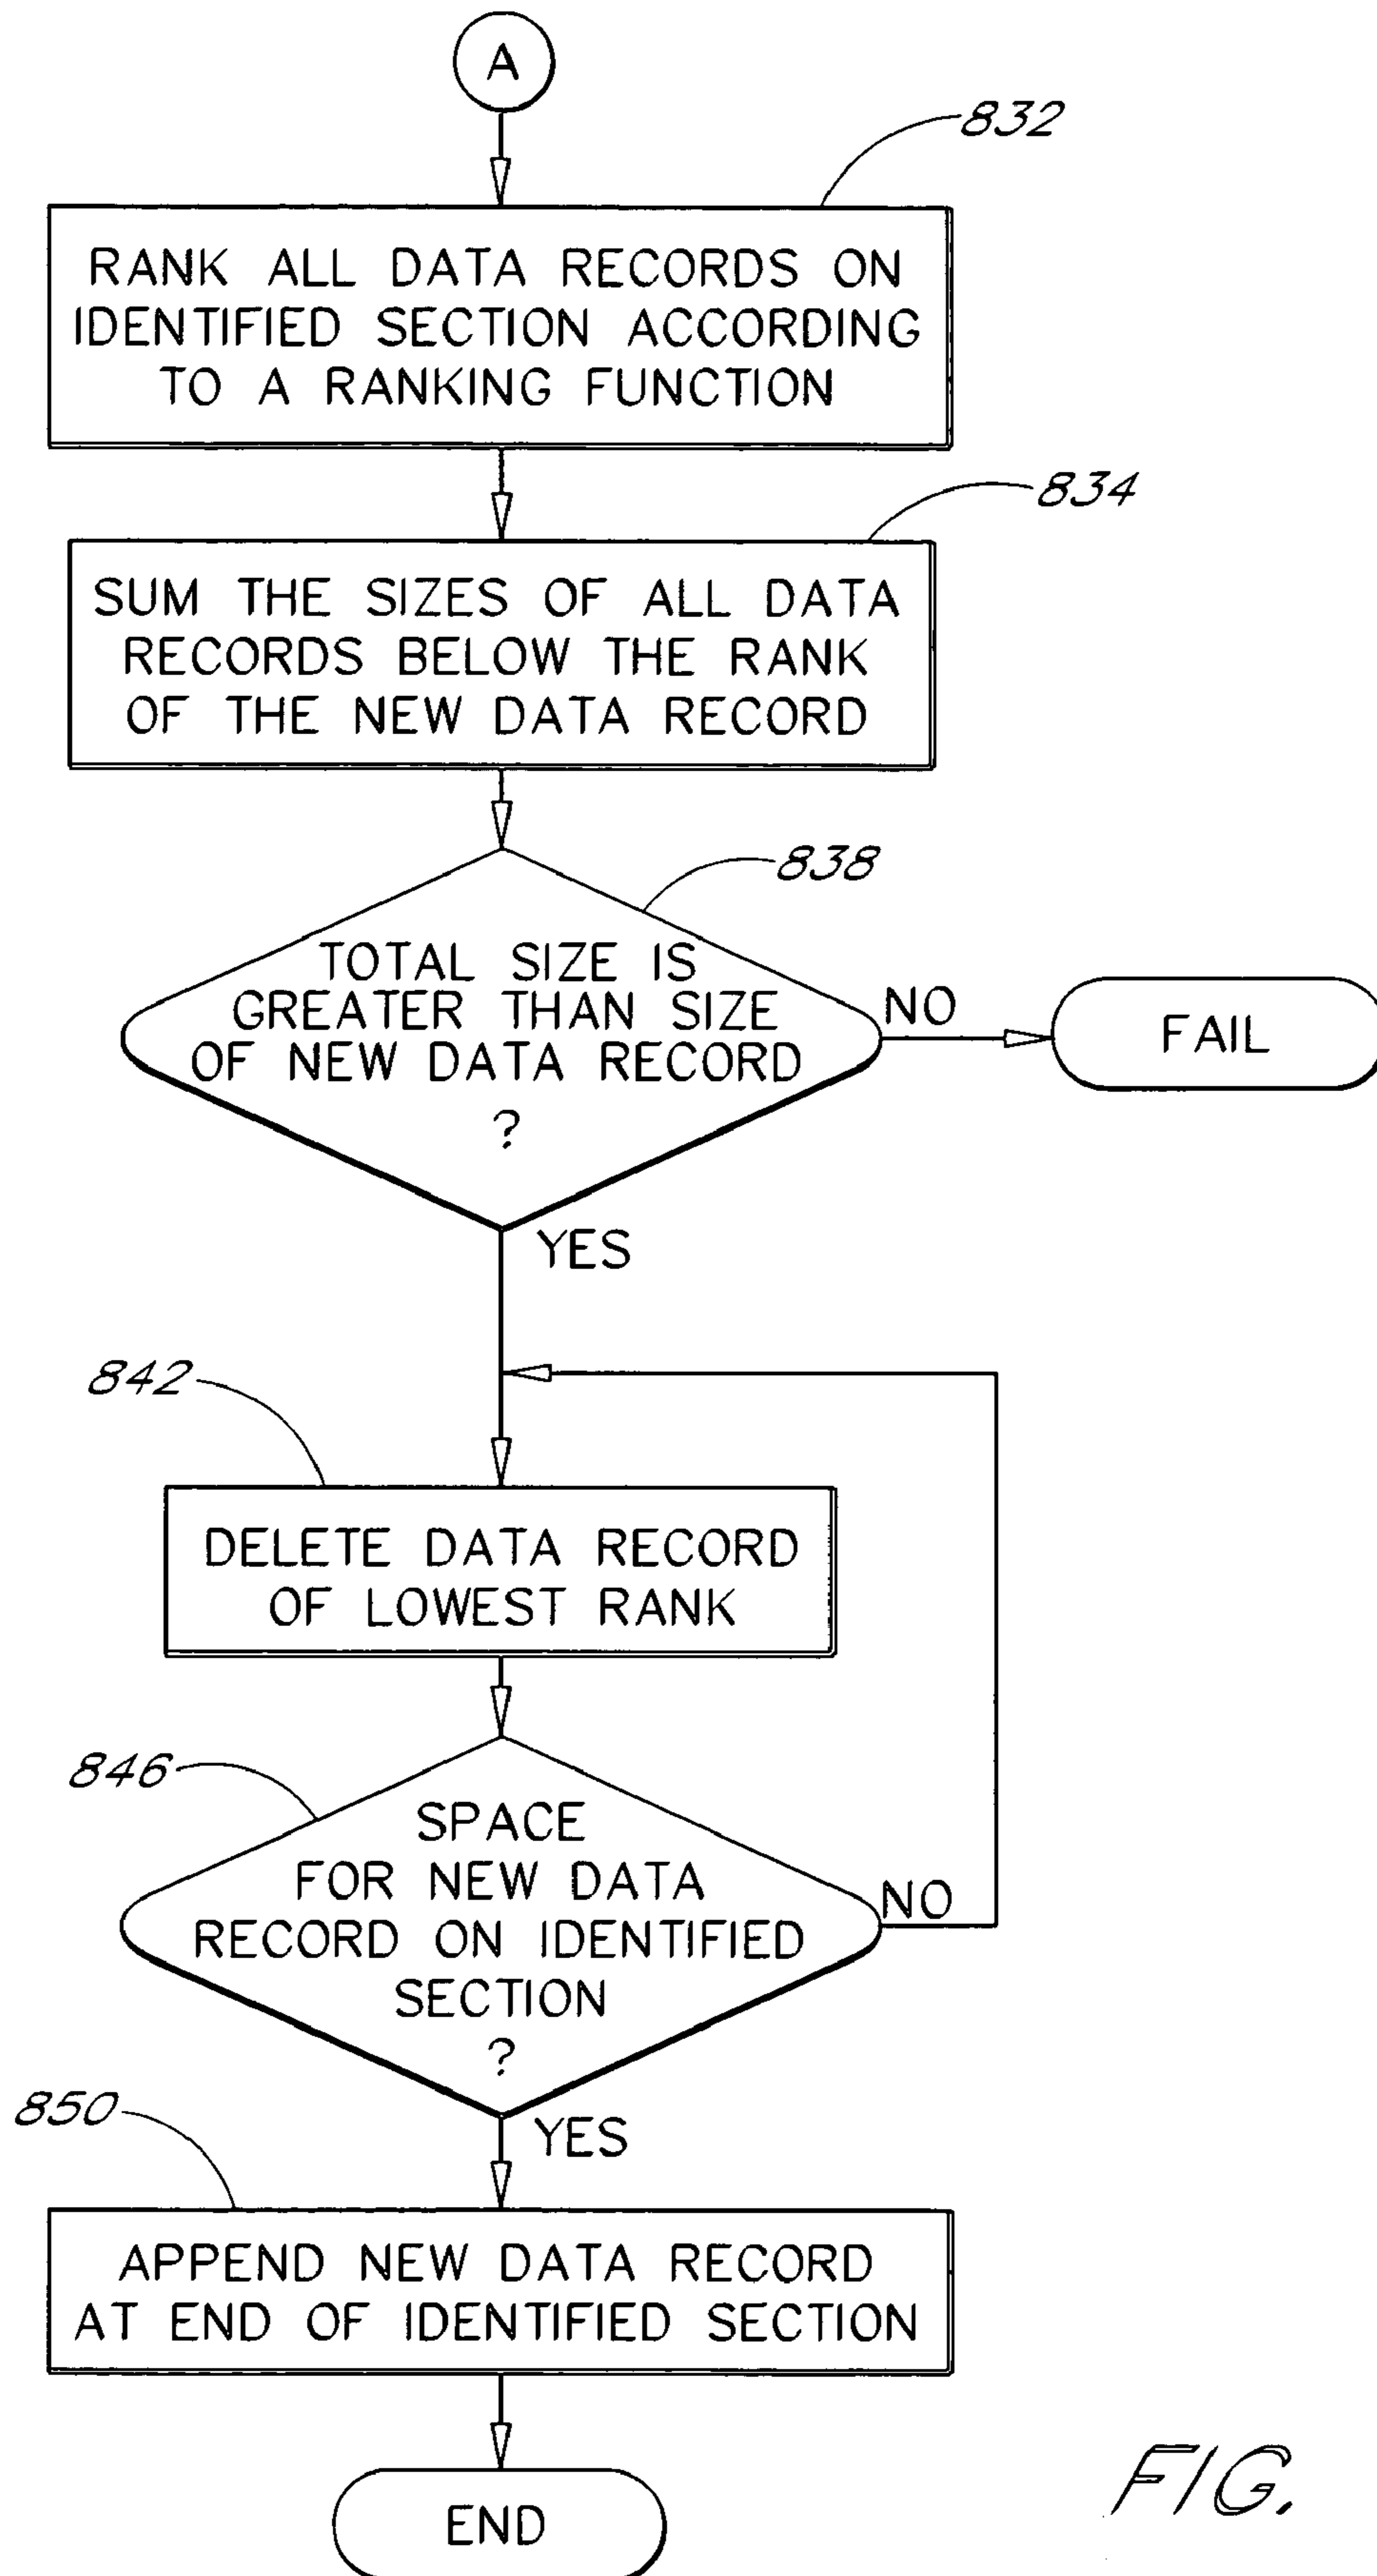 A
832
RANK ALL DATA RECORDS ON
IDENTIFIED SECTION ACCORDING
TO A RANKING FUNCTION
834
SUM THE SIZES OF ALL DATA
RECORDS BELOW THE RANK
OF THE NEW DATA RECORD
838
TOTAL SIZE IS
GREATER THAN SIZE
OF NEW DATA RECORD
?
NO
FAIL
YES
842
DELETE DATA RECORD
OF LOWEST RANK
846
SPACE
FOR NEW DATA
RECORD ON IDENTIFIED
SECTION
?
NO
YES
850
APPEND NEW DATA RECORD
AT END OF IDENTIFIED SECTION
END
FIG.